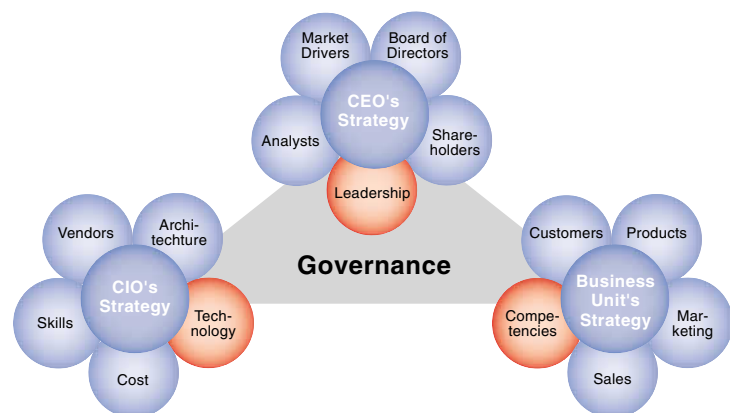 Market
Drivers
Board of
Directors
CEO's
Strategy
Analysts
Share-
holders
Leadership
Governance
Vendors
Archi-
techture
CIO's
Strategy
Skills
Tech-
nology
Cost
Customers
Products
Business
Unit's
Strategy
Compe-
tencies
Mar-
keting
Sales